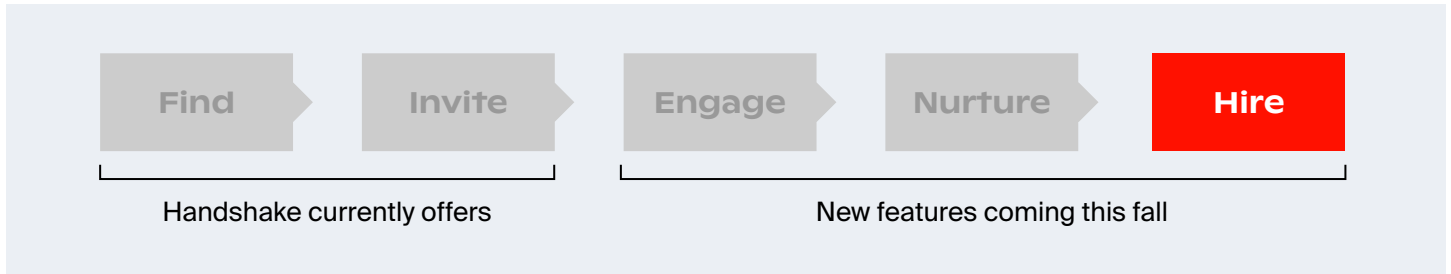 Find Invite Engage Nurture Hire
Handshake currently offers New features coming this fall